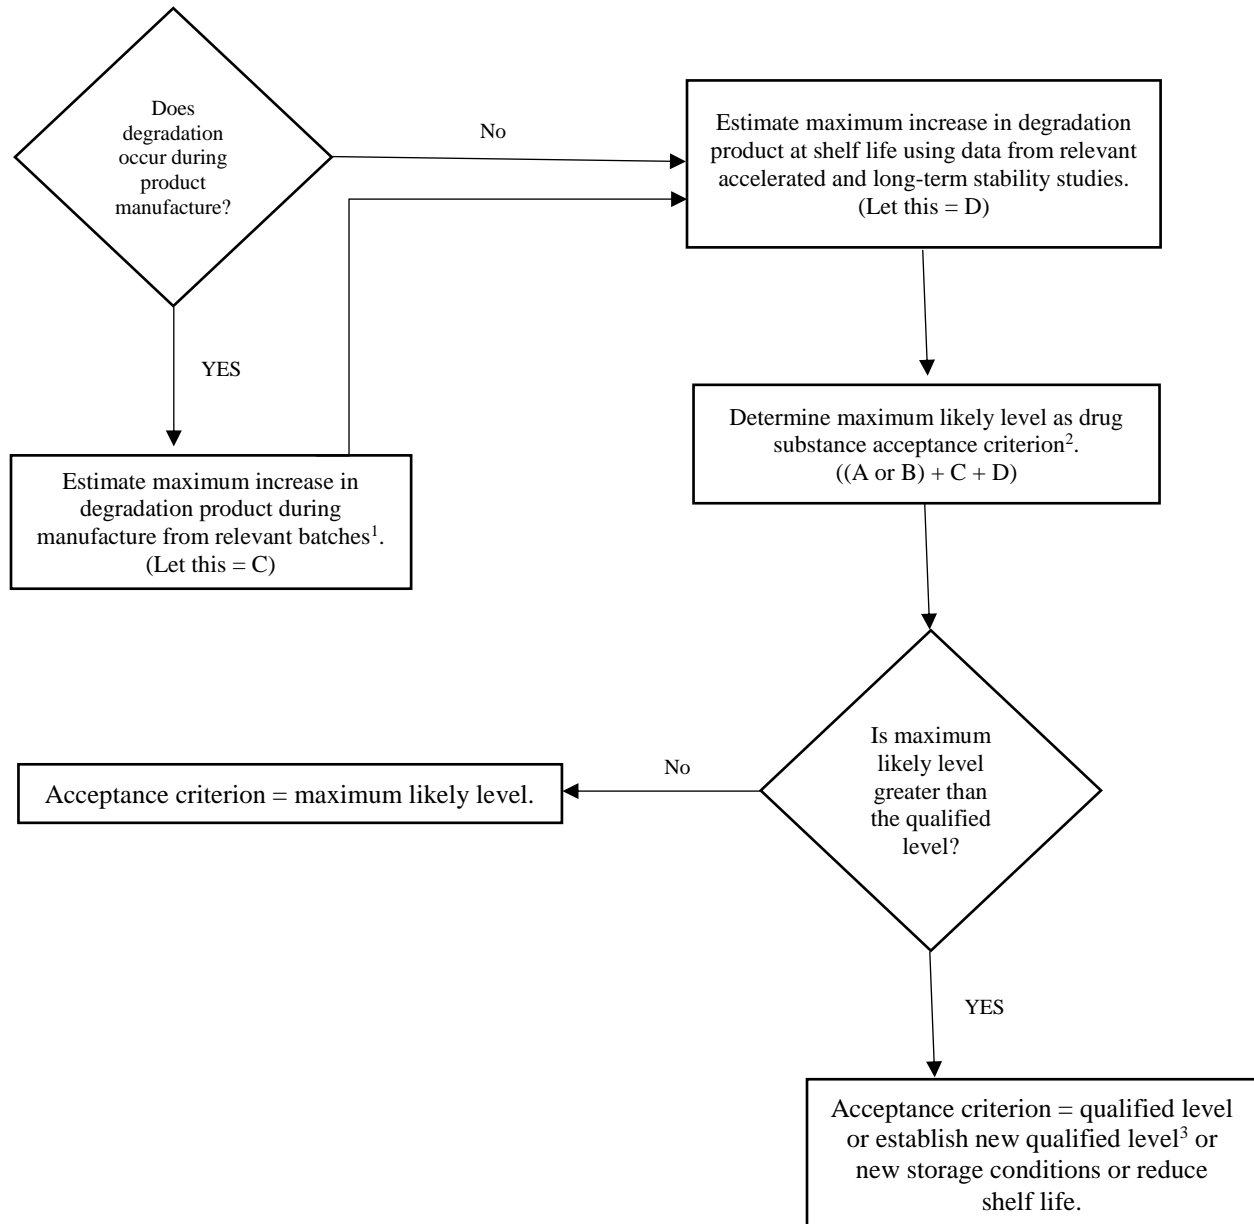 Does
degradation
occur during
product
manufacture?
No
Estimate maximum increase in degradation
product at shelf life using data from relevant
accelerated and long-term stability studies.
(Let this = D)
YES
Estimate maximum increase in
degradation product during
manufacture from relevant batches¹.
(Let this = C)
Determine maximum likely level as drug
substance acceptance criterion².
((A or B) + C + D)
Is maximum
likely level
greater than
the qualified
level?
No
Acceptance criterion = maximum likely level.
YES
Acceptance criterion = qualified level
or establish new qualified level³ or
new storage conditions or reduce
shelf life.